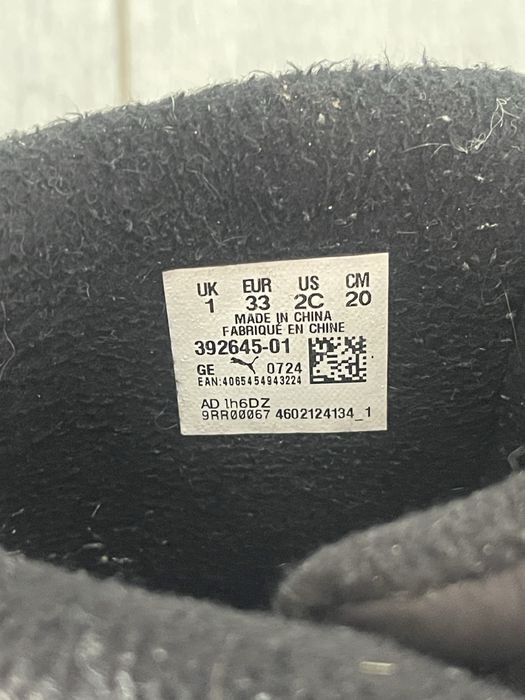 UK EUR US CM
1 33 2C 20
MADE IN CHINA
FABRIQUÉ EN CHINE
392645-01
GE 0724
EAN:4065454943224
AD lh6DZ
9RR00067 4602124134_1